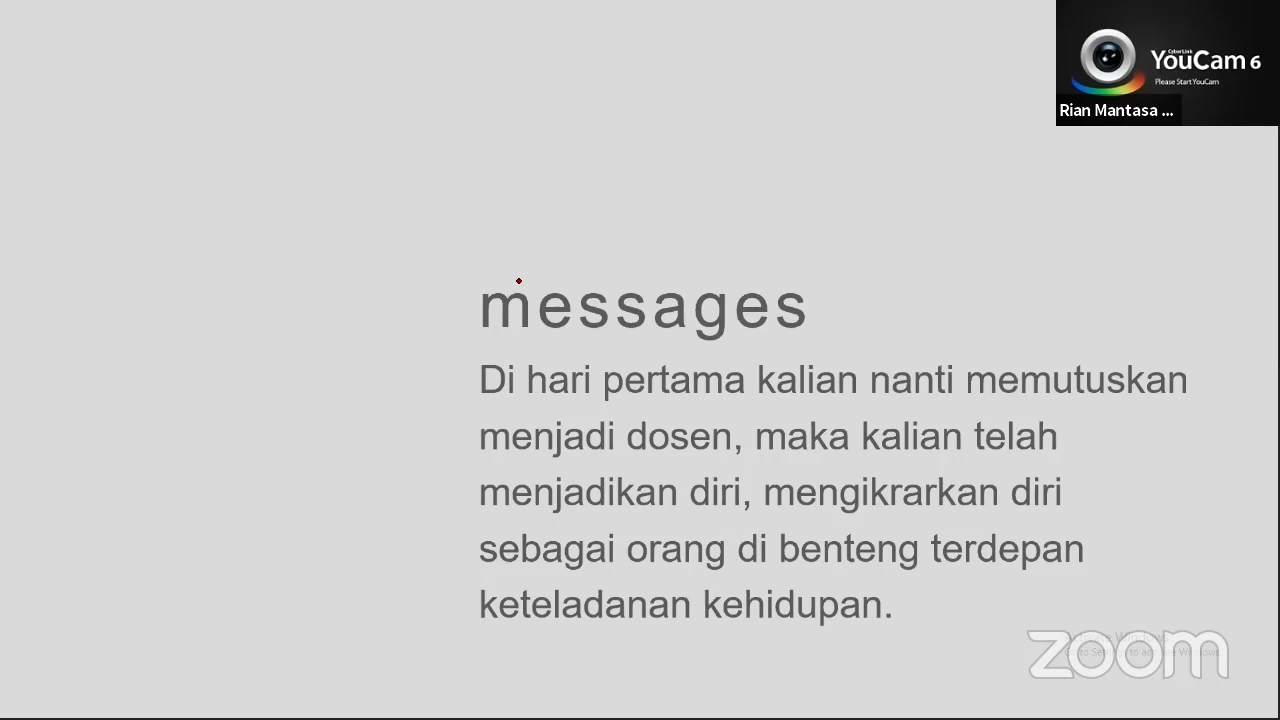 CyberLink
YouCam 6
Please Start YouCam
Rian Mantasa ...
messages
Di hari pertama kalian nanti memutuskan
menjadi dosen, maka kalian telah
menjadikan diri, mengikrarkan diri
sebagai orang di benteng terdepan
keteladanan kehidupan.
zoom